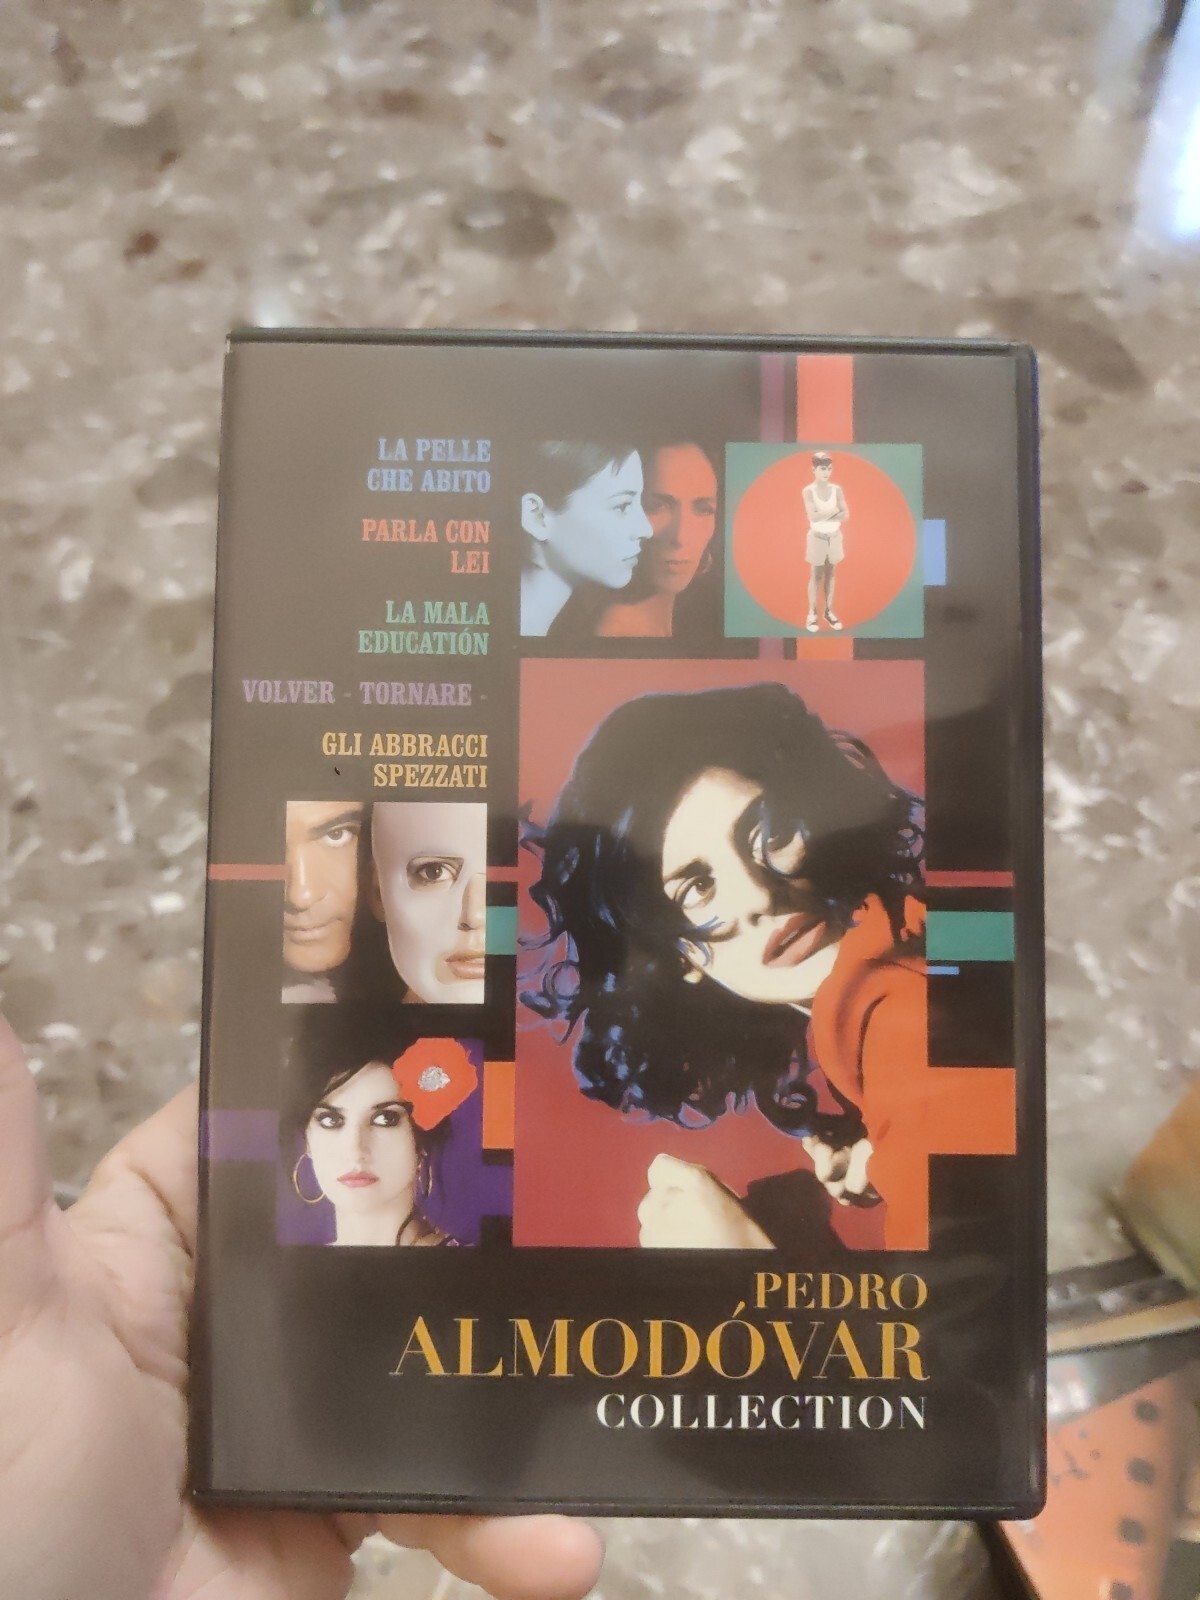 LA PELLE
CHE ABITO
PARLA CON
LEI
LA MALA
EDUCATIÓN
VOLVER - TORNARE -
GLI ABBRACCI
SPEZZATI
PEDRO
ALMODÓVAR
COLLECTION